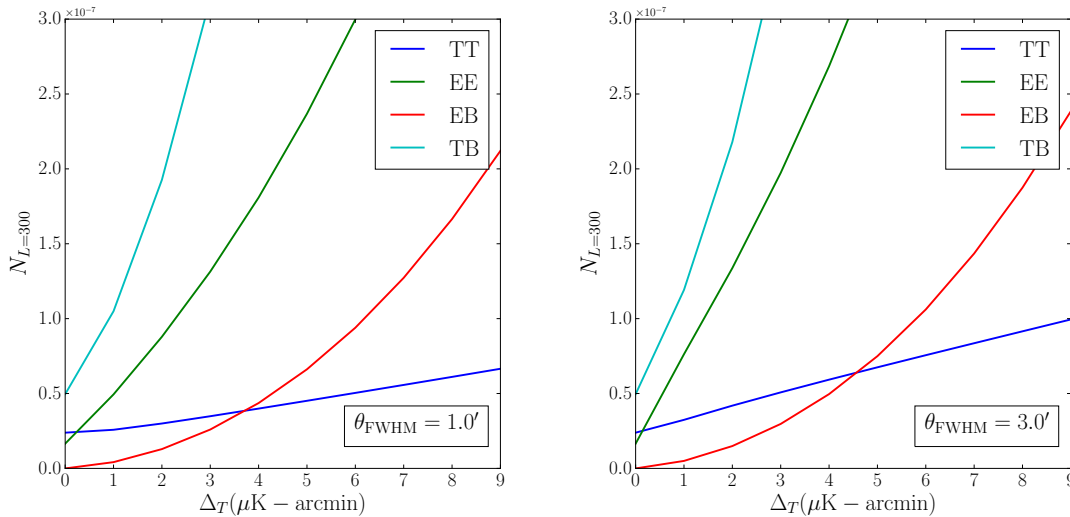 ×10⁻⁷
3.0
2.5
2.0
1.5
1.0
0.5
0.0
N_{L=300}
0 1 2 3 4 5 6 7 8 9
Δ_T(μK − arcmin)
TT
EE
EB
TB
θ_FWHM = 1.0′
×10⁻⁷
3.0
2.5
2.0
1.5
1.0
0.5
0.0
N_{L=300}
0 1 2 3 4 5 6 7 8 9
Δ_T(μK − arcmin)
TT
EE
EB
TB
θ_FWHM = 3.0′